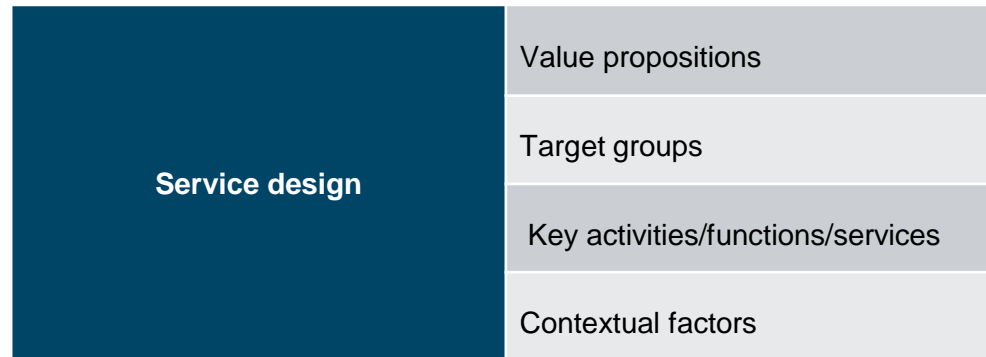 Service design
Value propositions
Target groups
Key activities/functions/services
Contextual factors